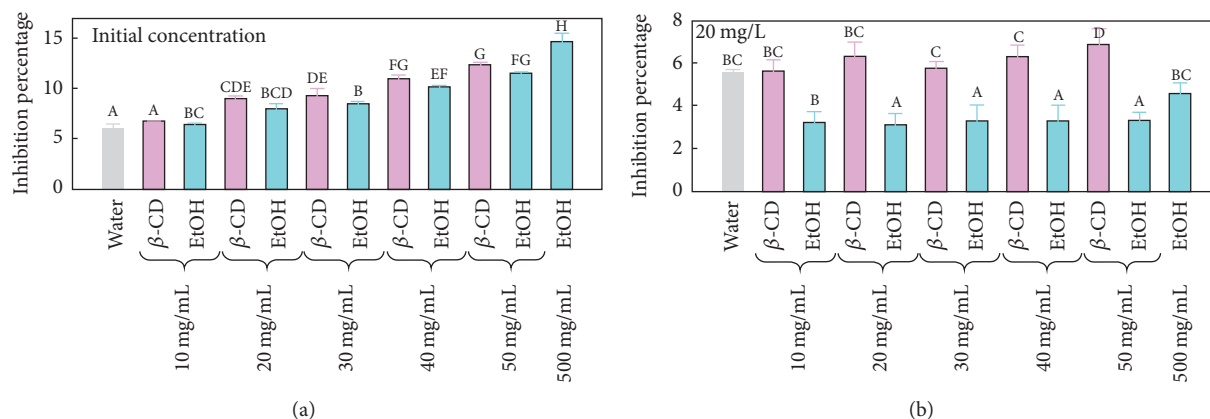 Initial concentration
Inhibition percentage
15
10
5
0
A
A
BC
CDE
BCD
DE
B
FG
EF
G
FG
H
Water
β-CD
EtOH
β-CD
EtOH
β-CD
EtOH
β-CD
EtOH
β-CD
EtOH
EtOH
10 mg/mL
20 mg/mL
30 mg/mL
40 mg/mL
50 mg/mL
500 mg/mL
(a)
20 mg/L
Inhibition percentage
8
6
4
2
0
BC
BC
B
BC
A
C
A
C
A
D
A
BC
Water
β-CD
EtOH
β-CD
EtOH
β-CD
EtOH
β-CD
EtOH
β-CD
EtOH
EtOH
10 mg/mL
20 mg/mL
30 mg/mL
40 mg/mL
50 mg/mL
500 mg/mL
(b)